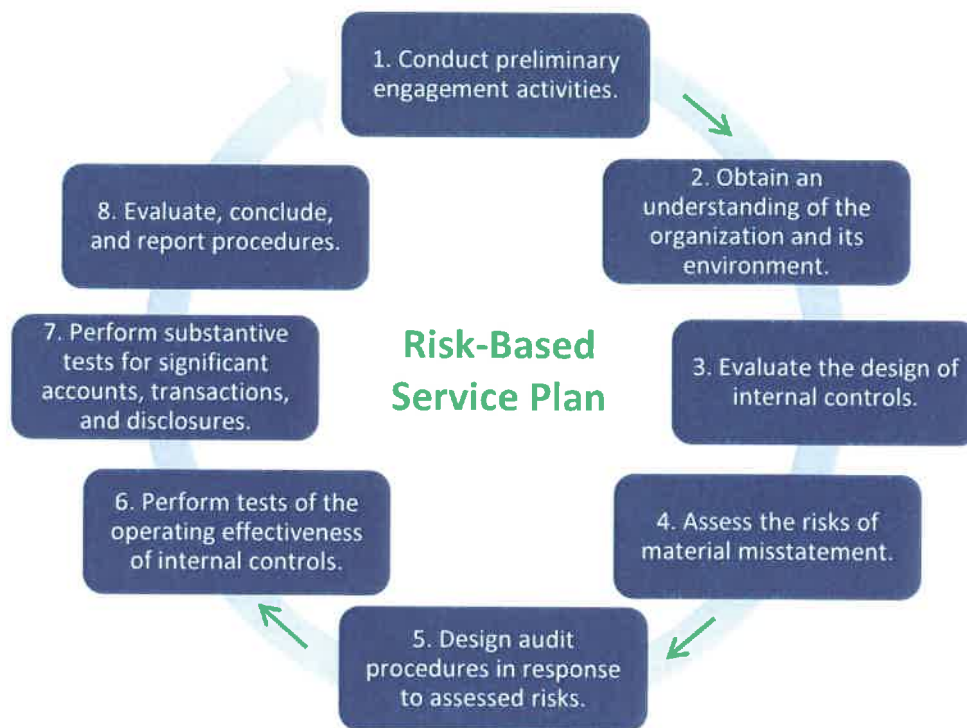 1. Conduct preliminary
engagement activities.
2. Obtain an
understanding of the
organization and its
environment.
3. Evaluate the design of
internal controls.
4. Assess the risks of
material misstatement.
5. Design audit
procedures in response
to assessed risks.
6. Perform tests of the
operating effectiveness
of internal controls.
7. Perform substantive
tests for significant
accounts, transactions,
and disclosures.
8. Evaluate, conclude,
and report procedures.
Risk-Based
Service Plan